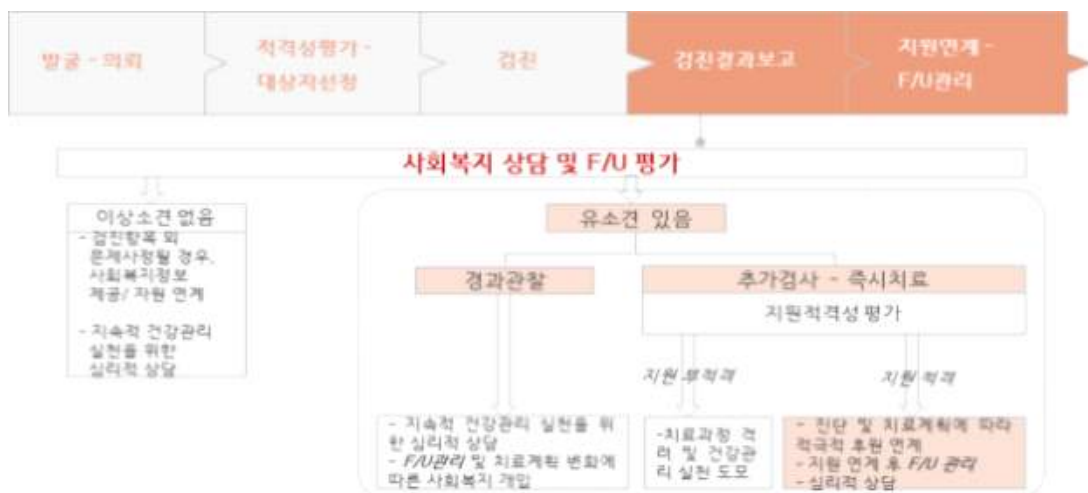 발굴 - 의뢰
적격성평가 -
대상자선정
검진
검진결과보고
지원연계 -
F/U관리
사회복지 상담 및 F/U 평가
이상소견 없음
- 검진항목 외
문제사정될 경우,
사회복지정보
제공/ 자원 연계
- 지속적 건강관리
실천을 위한
심리적 상담
유소견 있음
경과관찰
추가검사 - 즉시치료
지원적격성 평가
지원 부적격
지원 적격
- 지속적 건강관리 실천을 위
한 심리적 상담
- F/U관리 및 치료계획 변화에
따른 사회복지 개입
-치료과정 격
려 및 건강관
리 실천 도모
- 진단 및 치료계획에 따라
적극적 후원 연계
- 지원 연계 후 F/U 관리
- 심리적 상담